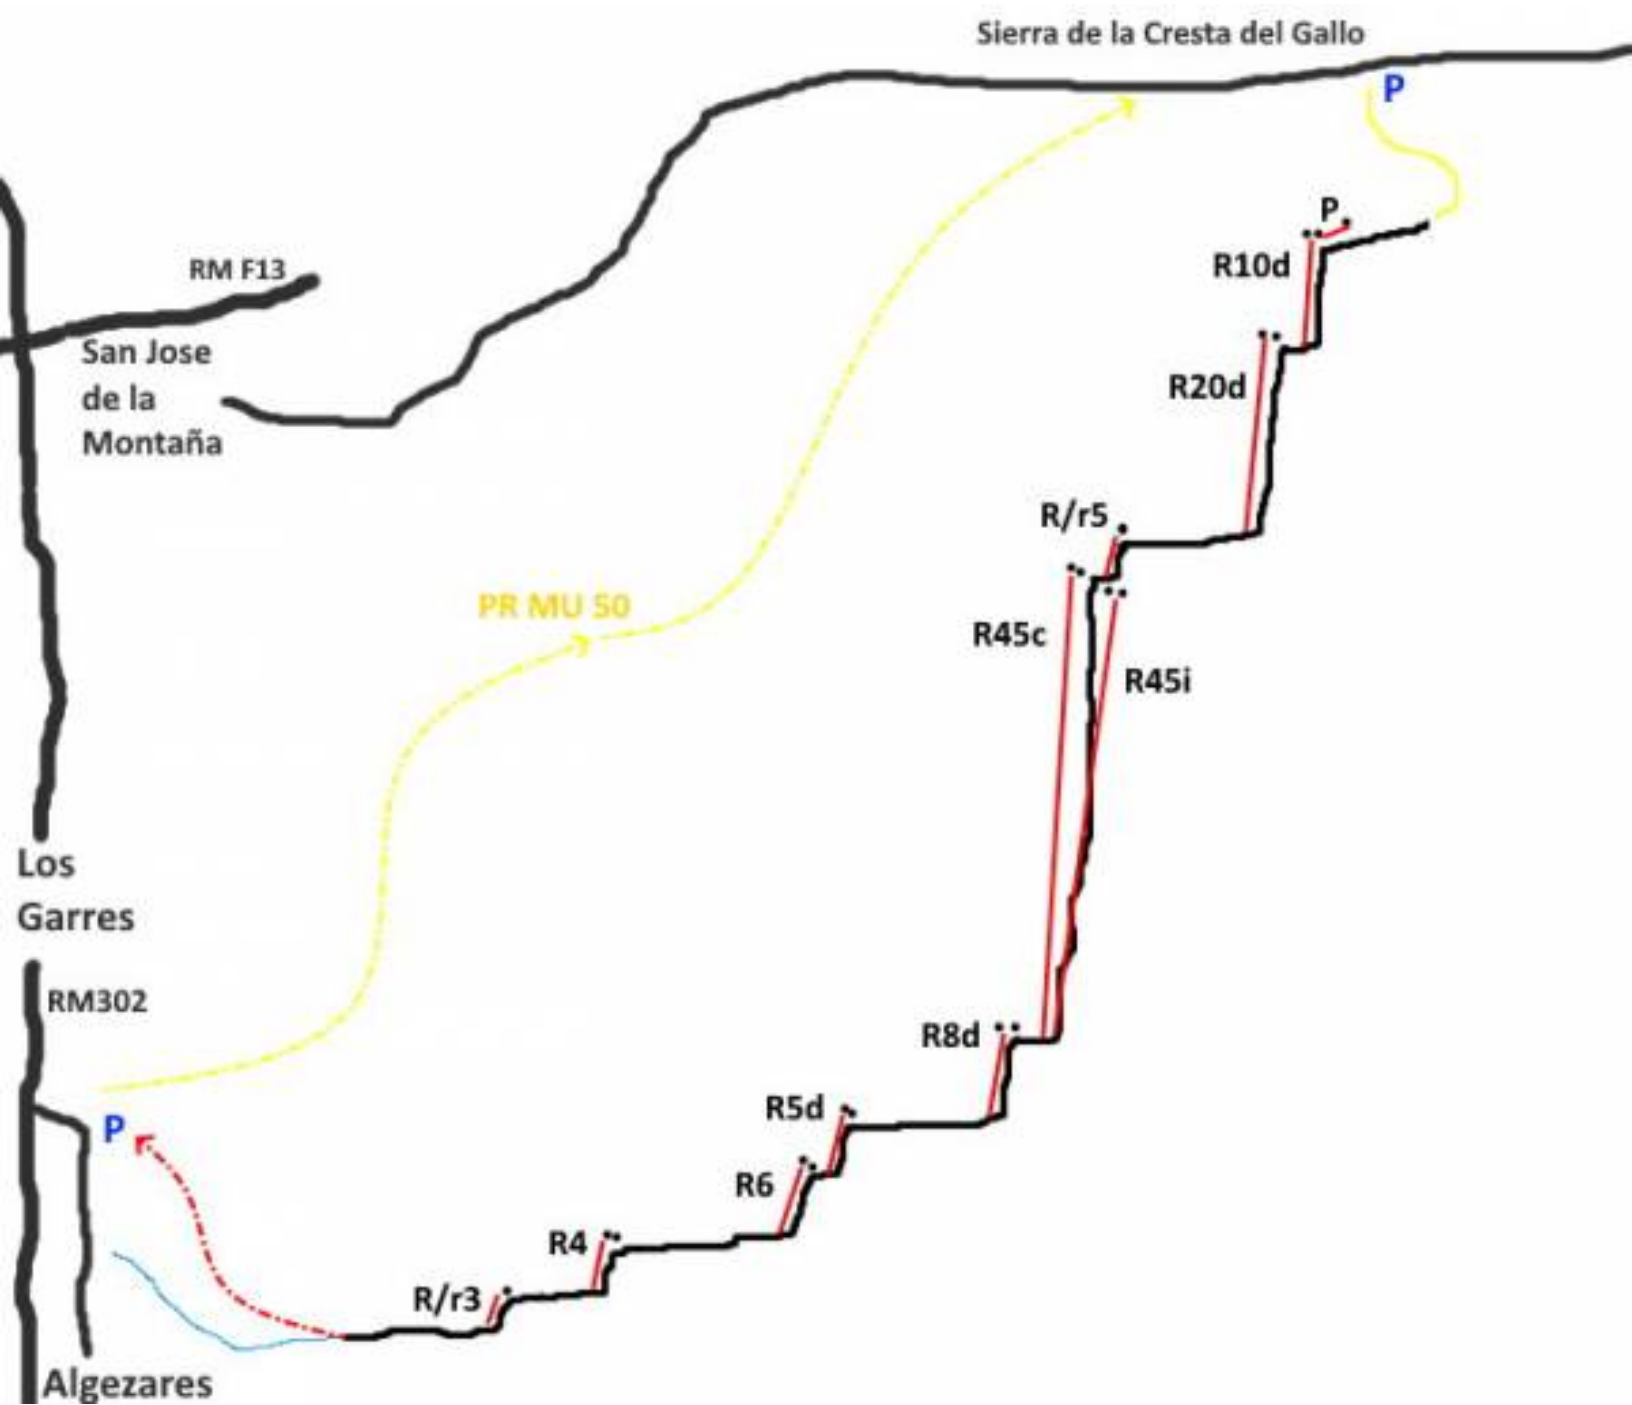 Sierra de la Cresta del Gallo
P
P
R10d
RM F13
San Jose
de la
Montaña
R20d
R/r5
PR MU 50
R45c
R45i
Los
Garres
RM302
R8d
P
R5d
R6
R4
R/r3
Algezares